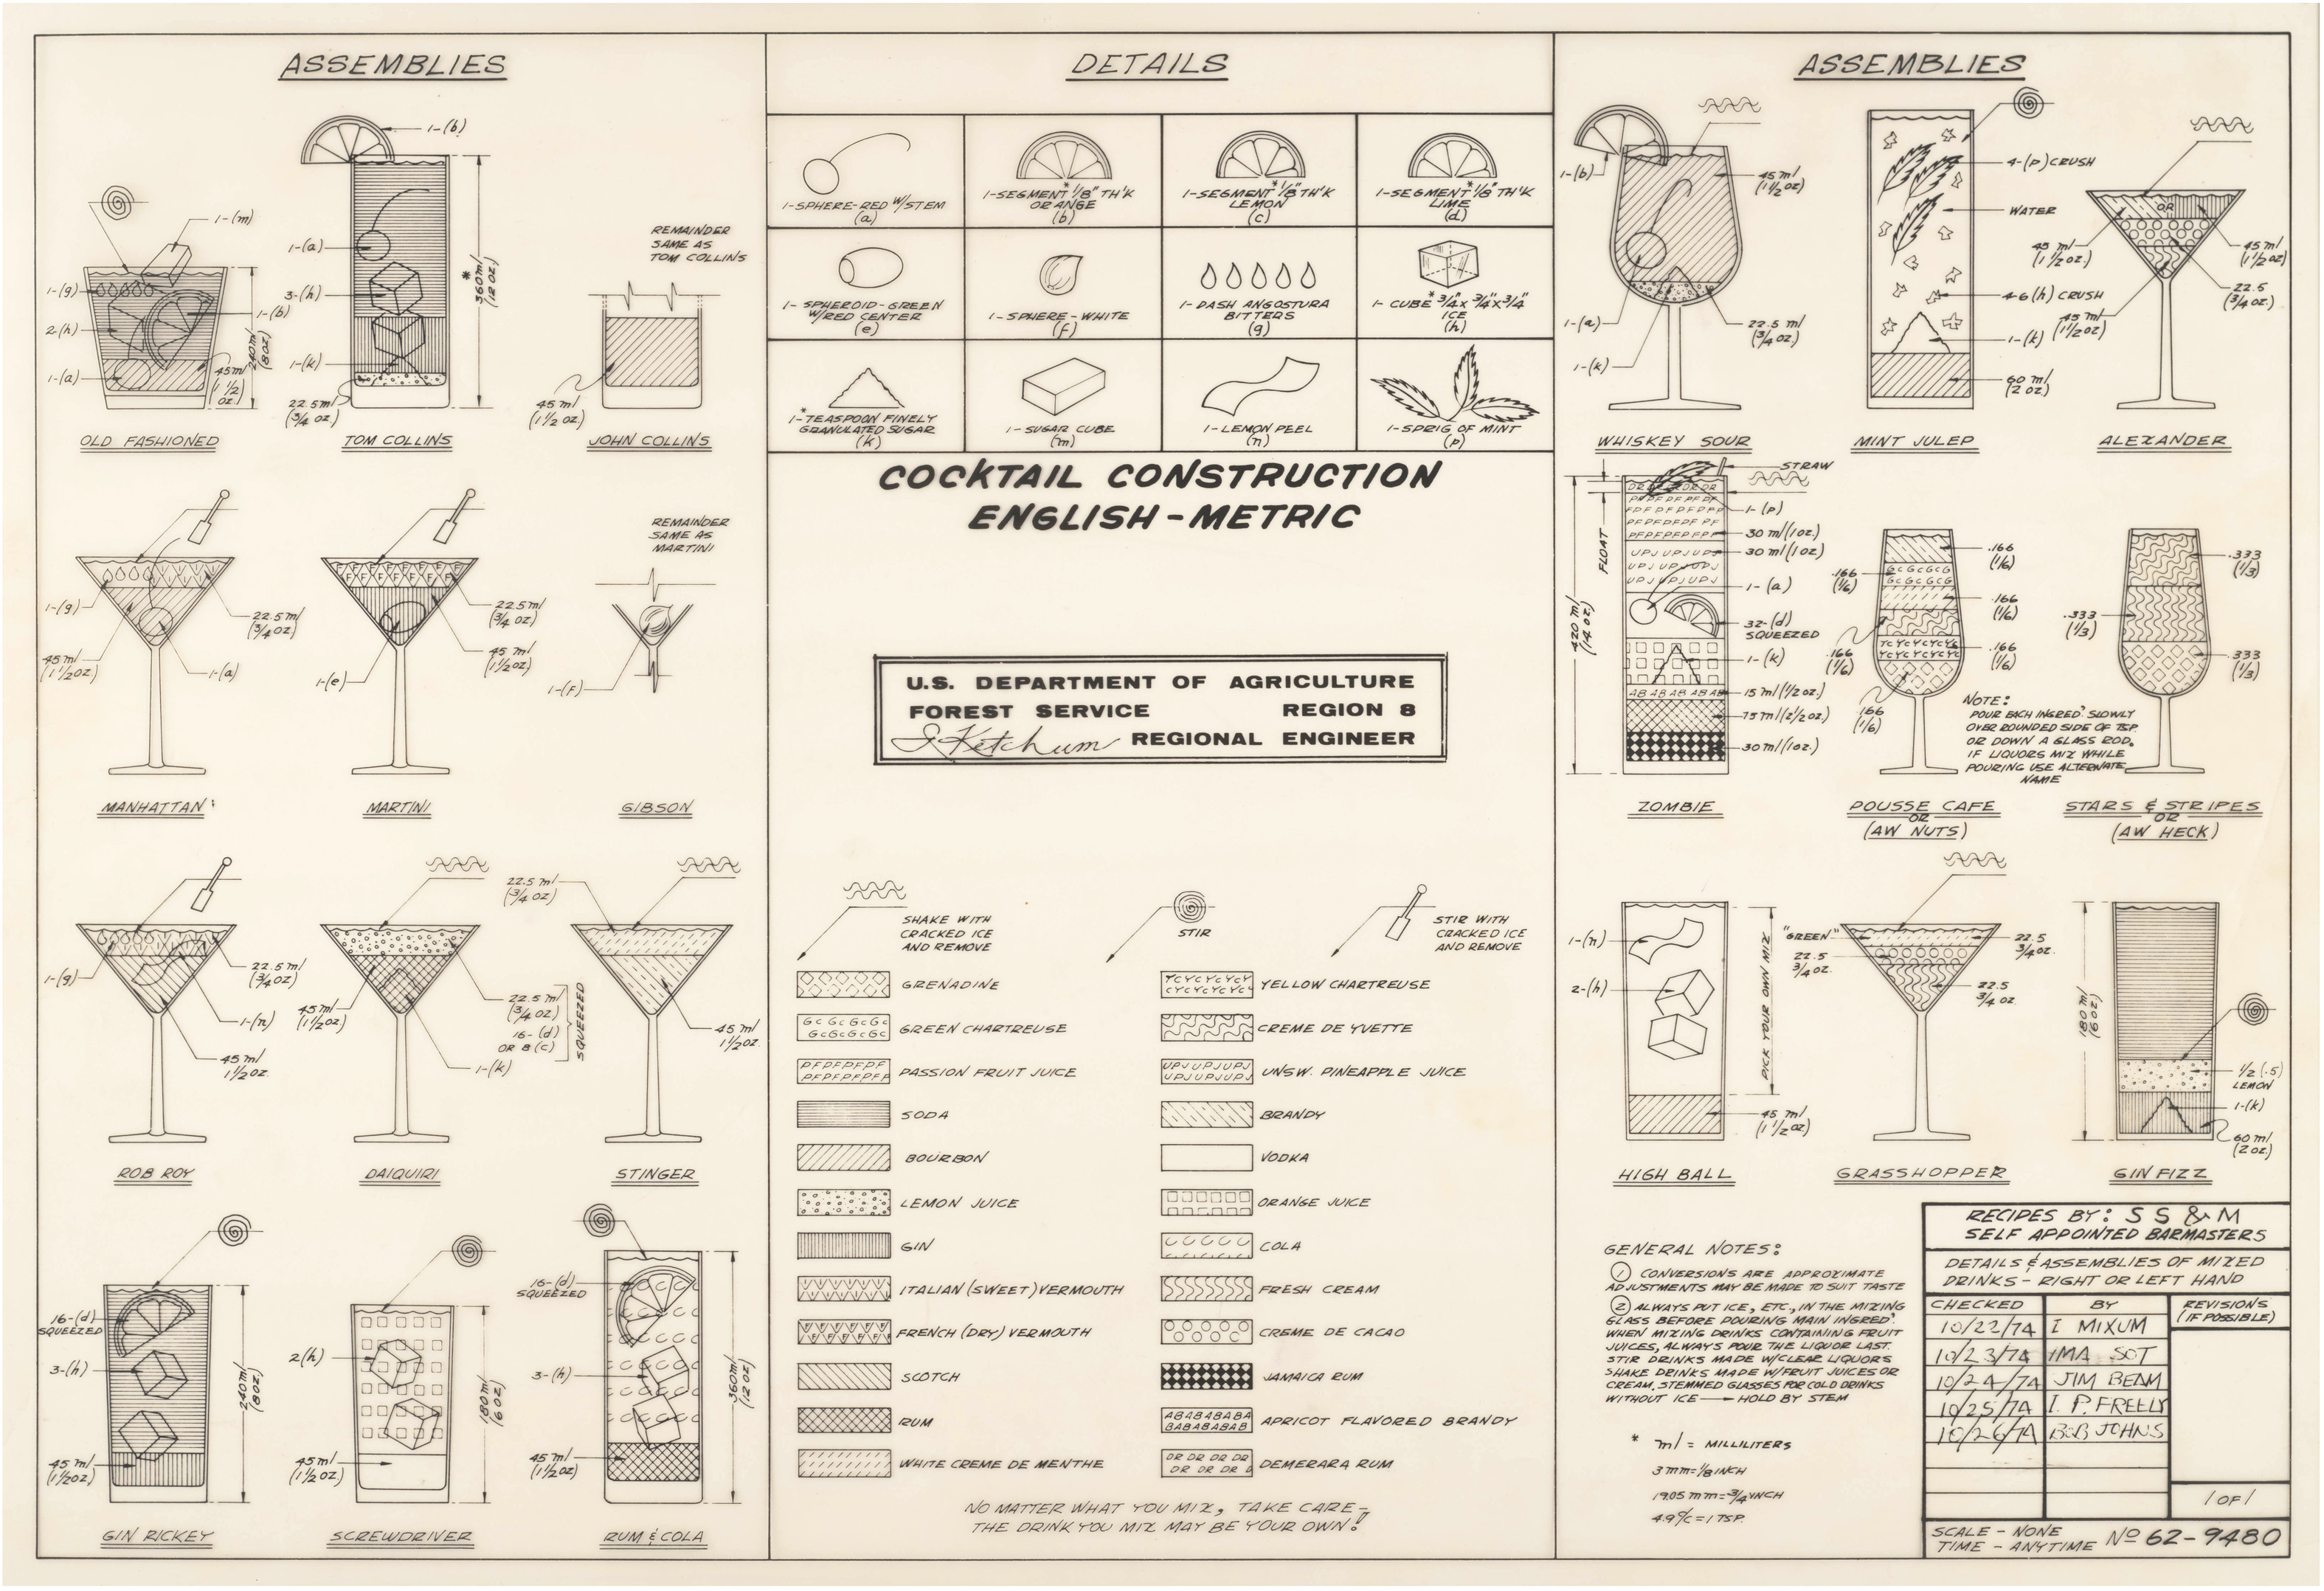 ASSEMBLIES
1-(b)
1-(m)
1-(g)
2-(h)
1-(a)
1-(b)
240 ml
(8 OZ)
45 ml
(1 1/2
OZ.)
OLD FASHIONED
1-(a)
3-(h)
1-(k)
22.5 ml
(3/4 OZ)
*
360 ml
(12 OZ.)
TOM COLLINS
REMAINDER
SAME AS
TOM COLLINS
45 ml
(1 1/2 OZ)
JOHN COLLINS
1-(g)
45 ml
(1 1/2 OZ)
22.5 ml
(3/4 OZ)
1-(a)
MANHATTAN
22.5 ml
(3/4 OZ)
45 ml
(1 1/2 OZ)
1-(e)
MARTINI
REMAINDER
SAME AS
MARTINI
1-(f)
GIBSON
1-(g)
22.5 ml
(3/4 OZ)
1-(n)
45 ml
1 1/2 OZ.
ROB ROY
45 ml
(1 1/2 OZ)
22.5 ml
(3/4 OZ)
16-(d)
OR 8 (c)
SQUEEZED
1-(k)
DAIQUIRI
22.5 ml
(3/4 OZ)
45 ml
1 1/2 OZ.
STINGER
16-(d)
SQUEEZED
3-(h)
45 ml
(1 1/2 OZ)
240 ml
(8 OZ)
GIN RICKEY
2(h)
45 ml
(1 1/2 OZ)
180 ml
(6 OZ)
SCREWDRIVER
16-(d)
SQUEEZED
3-(h)
45 ml
(1 1/2 OZ)
360 ml
(12 OZ)
RUM & COLA
DETAILS
1-SPHERE-RED W/STEM
(a)
1-SEGMENT * 1/8" TH'K
ORANGE
(b)
1-SEGMENT * 1/8" TH'K
LEMON
(c)
1-SEGMENT * 1/8" TH'K
LIME
(d)
1- SPHEROID-GREEN
W/RED CENTER
(e)
1-SPHERE-WHITE
(f)
1-DASH ANGOSTURA
BITTERS
(g)
1- CUBE * 3/4" x 3/4" x 3/4"
ICE
(h)
1-*TEASPOON FINELY
GRANULATED SUGAR
(k)
1-SUGAR CUBE
(m)
1-LEMON PEEL
(n)
1-SPRIG OF MINT
(p)
COCKTAIL CONSTRUCTION
ENGLISH-METRIC
U.S. DEPARTMENT OF AGRICULTURE
FOREST SERVICE REGION 8
I Ketchum REGIONAL ENGINEER
SHAKE WITH
CRACKED ICE
AND REMOVE
STIR
STIR WITH
CRACKED ICE
AND REMOVE
GRENADINE
YCYCYCYCY
CYCYCYCY
YELLOW CHARTREUSE
GC GCGCGC
GCGCGCGC
GREEN CHARTREUSE
CREME DE YVETTE
PFPFPFPF
PFPFPFPF
PASSION FRUIT JUICE
UPJ UPJUPJ
UPJUPJUPJ
UNSW. PINEAPPLE JUICE
SODA
BRANDY
BOURBON
VODKA
LEMON JUICE
ORANGE JUICE
GIN
COLA
ITALIAN (SWEET) VERMOUTH
FRESH CREAM
FRENCH (DRY) VERMOUTH
CREME DE CACAO
SCOTCH
JAMAICA RUM
RUM
ABABABABA
BABABABAB
APRICOT FLAVORED BRANDY
WHITE CREME DE MENTHE
DR DR DR DR
DR DR DR D
DEMERARA RUM
NO MATTER WHAT YOU MIX, TAKE CARE-
THE DRINK YOU MIX MAY BE YOUR OWN!
ASSEMBLIES
1-(b)
45 ml
(1 1/2 OZ)
1-(a)
1-(k)
22.5 ml
(3/4 OZ.)
WHISKEY SOUR
4-(p) CRUSH
WATER
4-6 (h) CRUSH
1-(k)
60 ml
(2 OZ)
MINT JULEP
OR
45 ml
(1 1/2 OZ.)
45 ml
(1 1/2 OZ)
22.5
(3/4 OZ)
45 ml
(1 1/2 OZ)
ALEXANDER
STRAW
FLOAT
420 ml
(14 OZ.)
1-(p)
30 ml (1 OZ.)
30 ml (1 OZ)
1-(a)
32-(d)
SQUEEZED
1-(k)
15 ml (1/2 OZ.)
75 ml (2 1/2 OZ)
30 ml (1 OZ.)
ZOMBIE
.166
(1/6)
.166
(1/6)
.166
(1/6)
.166
(1/6)
.166
(1/6)
.166
(1/6)
POUSSE CAFE
OR
(AW NUTS)
NOTE:
POUR EACH INGRED. SLOWLY
OVER ROUNDED SIDE OF TSP.
OR DOWN A GLASS ROD.
IF LIQUORS MIX WHILE
POURING USE ALTERNATE
NAME
.333
(1/3)
.333
(1/3)
.333
(1/3)
STARS & STRIPES
OR
(AW HECK)
1-(n)
2-(h)
PICK YOUR OWN MIX
45 ml
(1 1/2 OZ)
HIGH BALL
"GREEN"
22.5
3/4 OZ.
22.5
3/4 OZ.
22.5
3/4 OZ
GRASSHOPPER
180 ml
(6 OZ)
1/2 (.5)
LEMON
1-(k)
60 ml
(2 OZ.)
GIN FIZZ
GENERAL NOTES:
1 CONVERSIONS ARE APPROXIMATE
ADJUSTMENTS MAY BE MADE TO SUIT TASTE
2 ALWAYS PUT ICE, ETC, IN THE MIXING
GLASS BEFORE POURING MAIN INGRED.
WHEN MIXING DRINKS CONTAINING FRUIT
JUICES, ALWAYS POUR THE LIQUOR LAST.
STIR DRINKS MADE W/CLEAR LIQUORS
SHAKE DRINKS MADE W/FRUIT JUICES OR
CREAM. STEMMED GLASSES FOR COLD DRINKS
WITHOUT ICE → HOLD BY STEM
* ml = MILLILITERS
3 mm = 1/8 INCH
19.05 mm = 3/4 INCH
4.9 cc = 1 TSP.
RECIPES BY: S S & M
SELF APPOINTED BARMASTERS
DETAILS & ASSEMBLIES OF MIXED
DRINKS - RIGHT OR LEFT HAND
CHECKED BY REVISIONS
(IF POSSIBLE)
10/22/74 I MIXUM
10/23/74 IMA SOT
10/24/74 JIM BEAM
10/25/74 I. P. FREELY
10/26/74 BOB JOHNS
1 OF 1
SCALE - NONE
TIME - ANYTIME No 62-9480